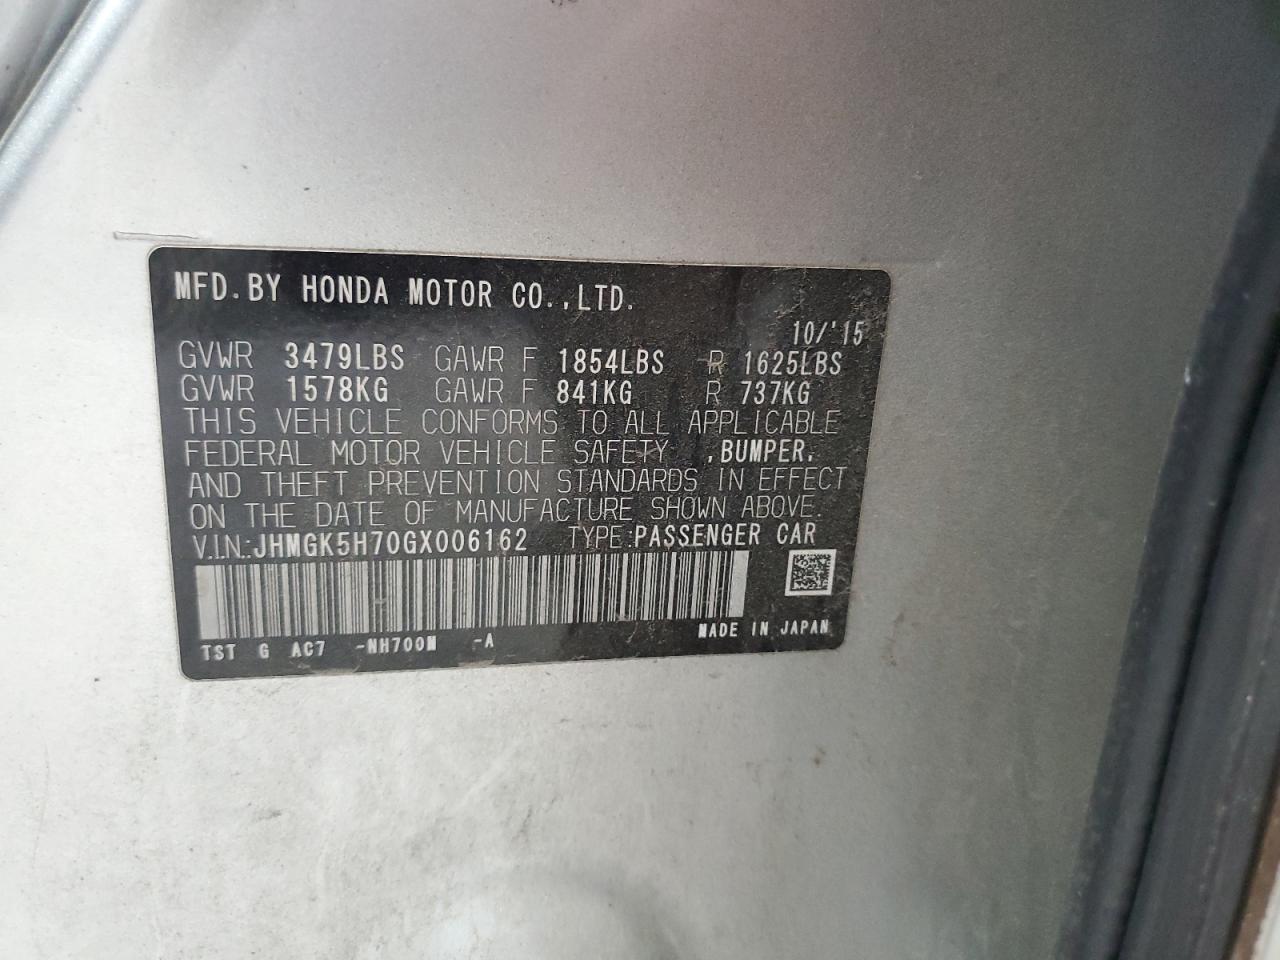 MFD.BY HONDA MOTOR CO.,LTD.
10/'15
GVWR 3479LBS GAWR F 1854LBS R 1625LBS
GVWR 1578KG GAWR F 841KG R 737KG
THIS VEHICLE CONFORMS TO ALL APPLICABLE
FEDERAL MOTOR VEHICLE SAFETY ,BUMPER,
AND THEFT PREVENTION STANDARDS IN EFFECT
ON THE DATE OF MANUFACTURE SHOWN ABOVE.
V.I.N.:JHMGK5H70GX006162 TYPE:PASSENGER CAR
TST G AC7 -NH700M -A MADE IN JAPAN